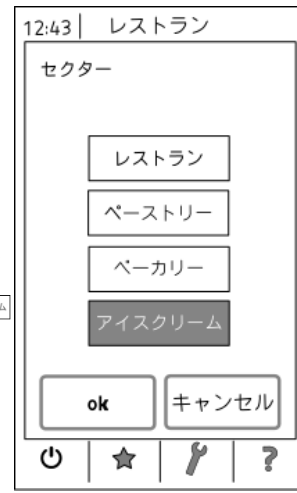 12:43 レストラン
セクター
レストラン
ペーストリー
ベーカリー
アイスクリーム
ム
ok キャンセル
?